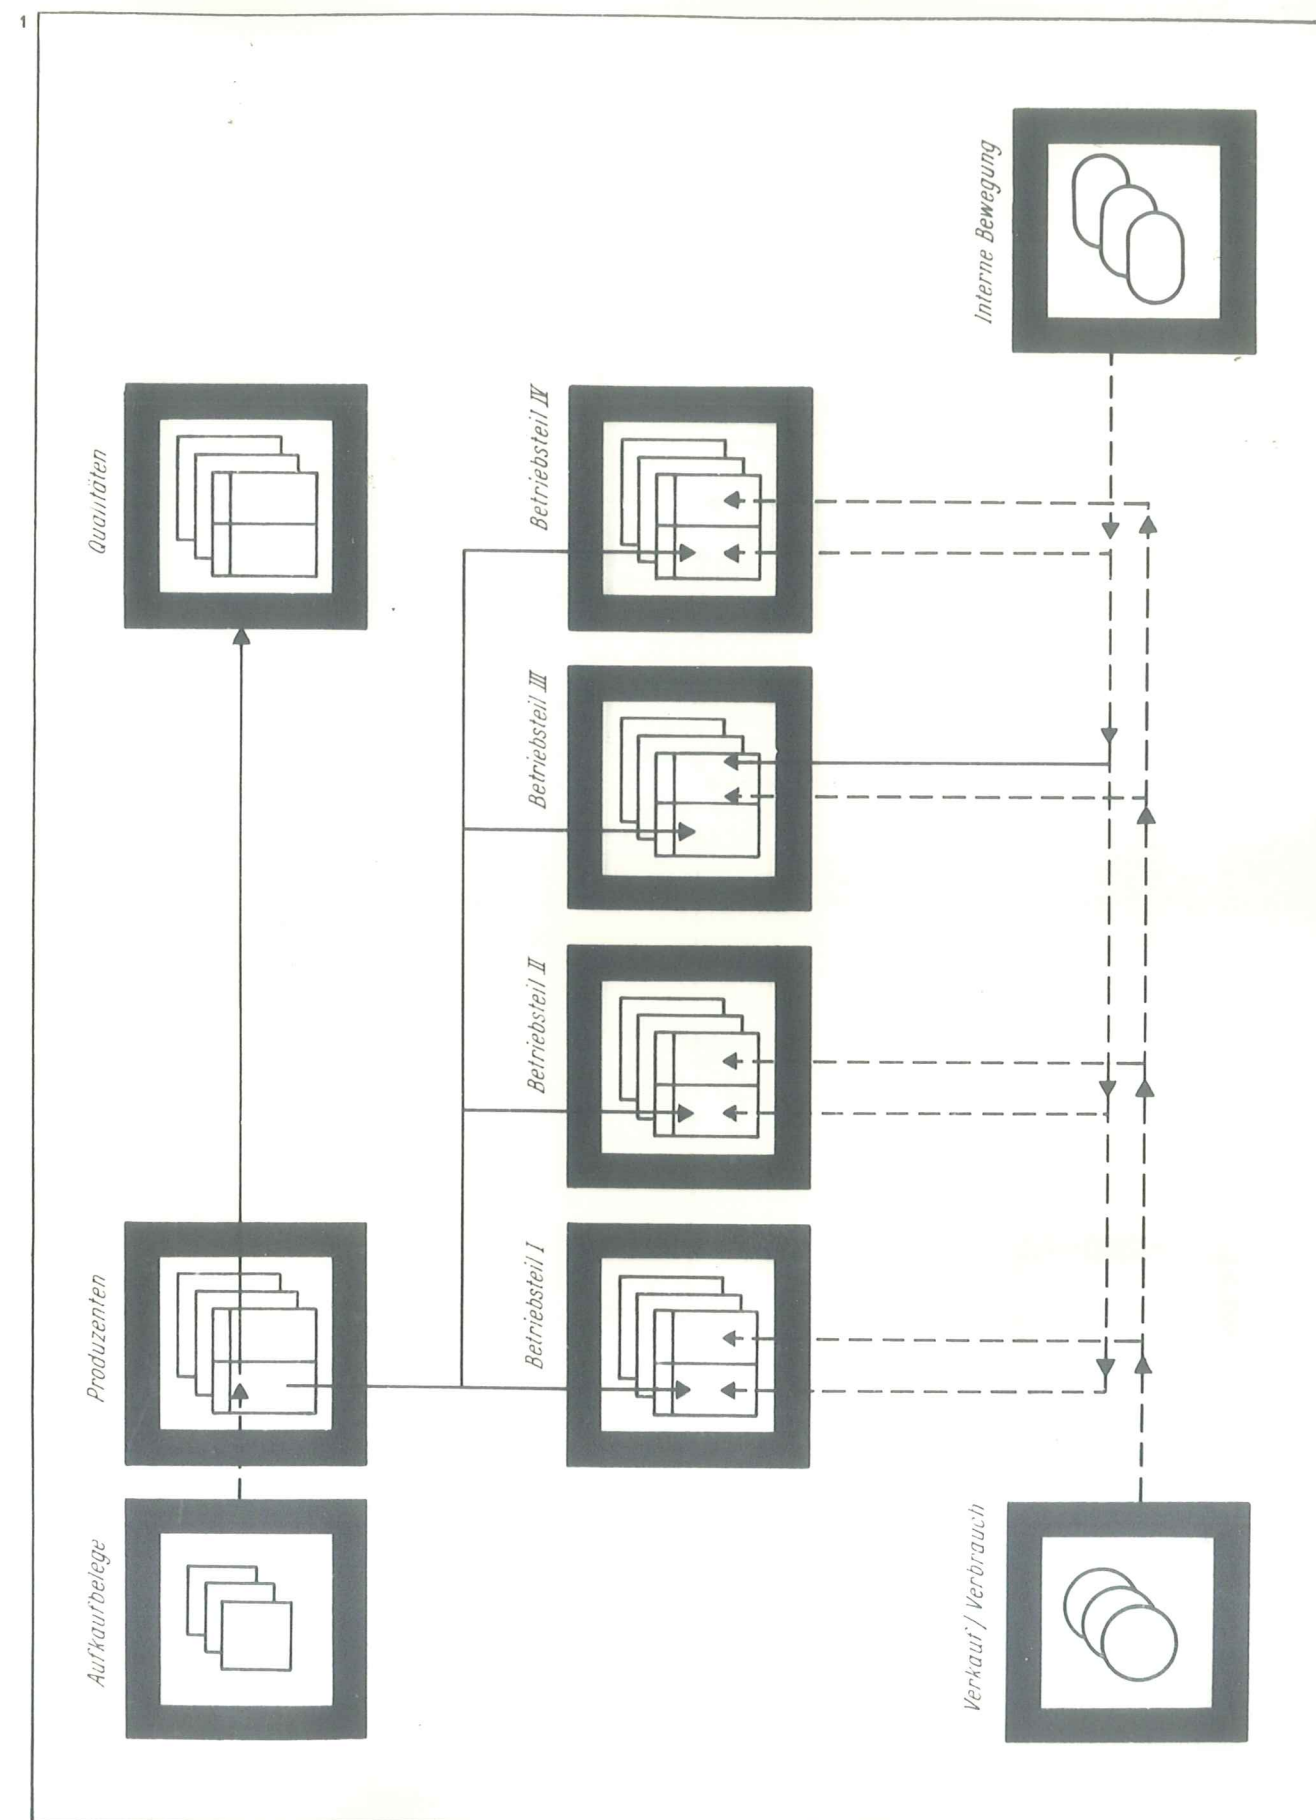 1
Aufkaufbelege
Produzenten
Qualitäten
Betriebsteil I
Betriebsteil II
Betriebsteil III
Betriebsteil IV
Verkauf / Verbrauch
Interne Bewegung